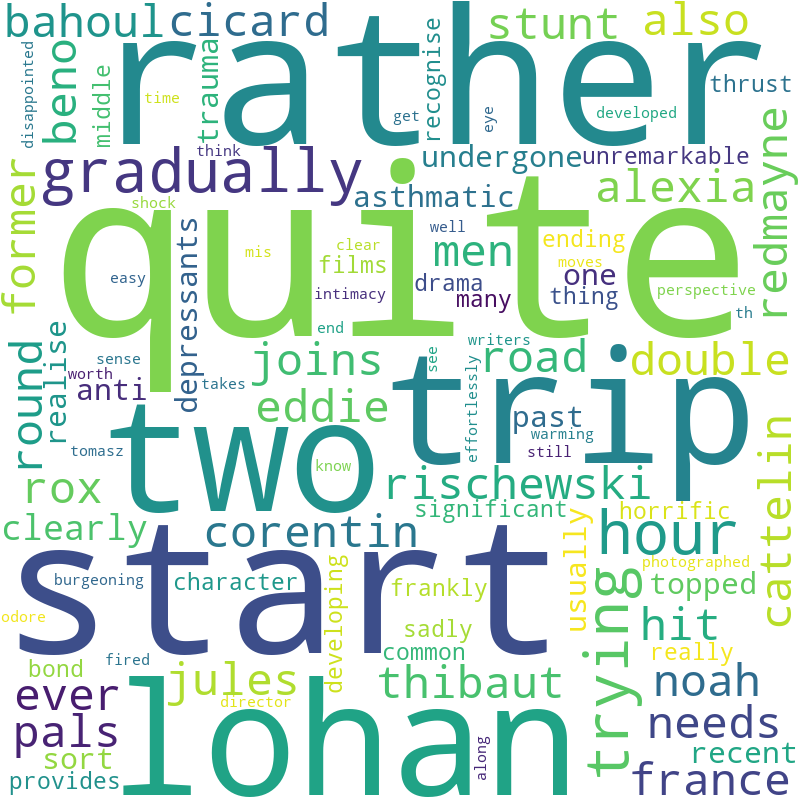 bahoul
cicard
stunt
also
rather
disappointed
beno
middle
time
trauma
get
recognise
eye
developed
thrust
think
gradually
undergone
unremarkable
former
shock
asthmatic
alexia
redmayne
quite
depressants
mis
clear
films
well
men
ending
moves
one
easy
intimacy
drama
many
thing
perspective
th
end
round
realise
sense
worth
anti
takes
joins
eddie
see
writers
effortlessly
road
double
trip
past
warming
still
tomasz
two
know
rox
rischewski
significant
horrific
cattelin
clearly
corentin
usually
hour
start
burgeoning
character
developing
frankly
photographed
topped
odore
sadly
hit
trying
common
really
bond
fired
jules
thibaut
noah
ever
director
lohan
needs
pals
sort
along
recent
provides
france